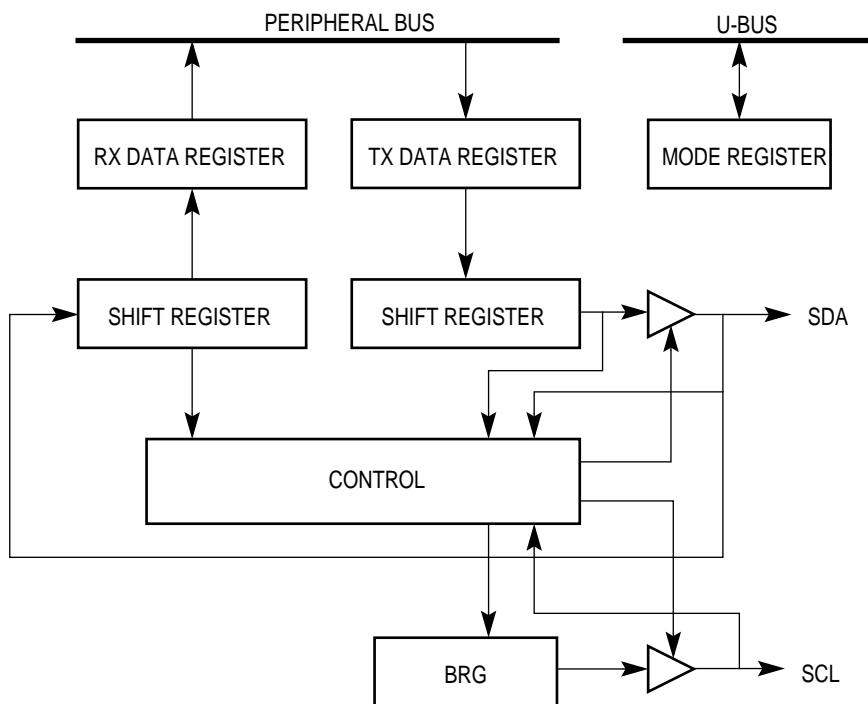 PERIPHERAL BUS
U-BUS
RX DATA REGISTER
TX DATA REGISTER
MODE REGISTER
SHIFT REGISTER
SHIFT REGISTER
SDA
CONTROL
BRG
SCL